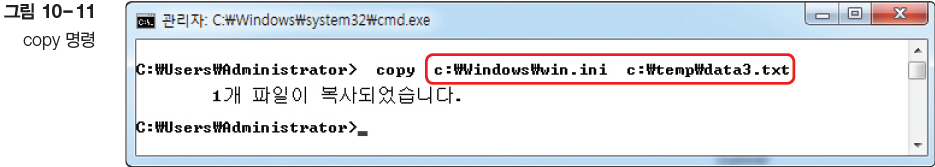 그림 10-11
copy 명령
관리자: C:₩Windows₩system32₩cmd.exe
C:₩Users₩Administrator> copy c:₩Windows₩win.ini c:₩temp₩data3.txt
1개 파일이 복사되었습니다.
C:₩Users₩Administrator>_